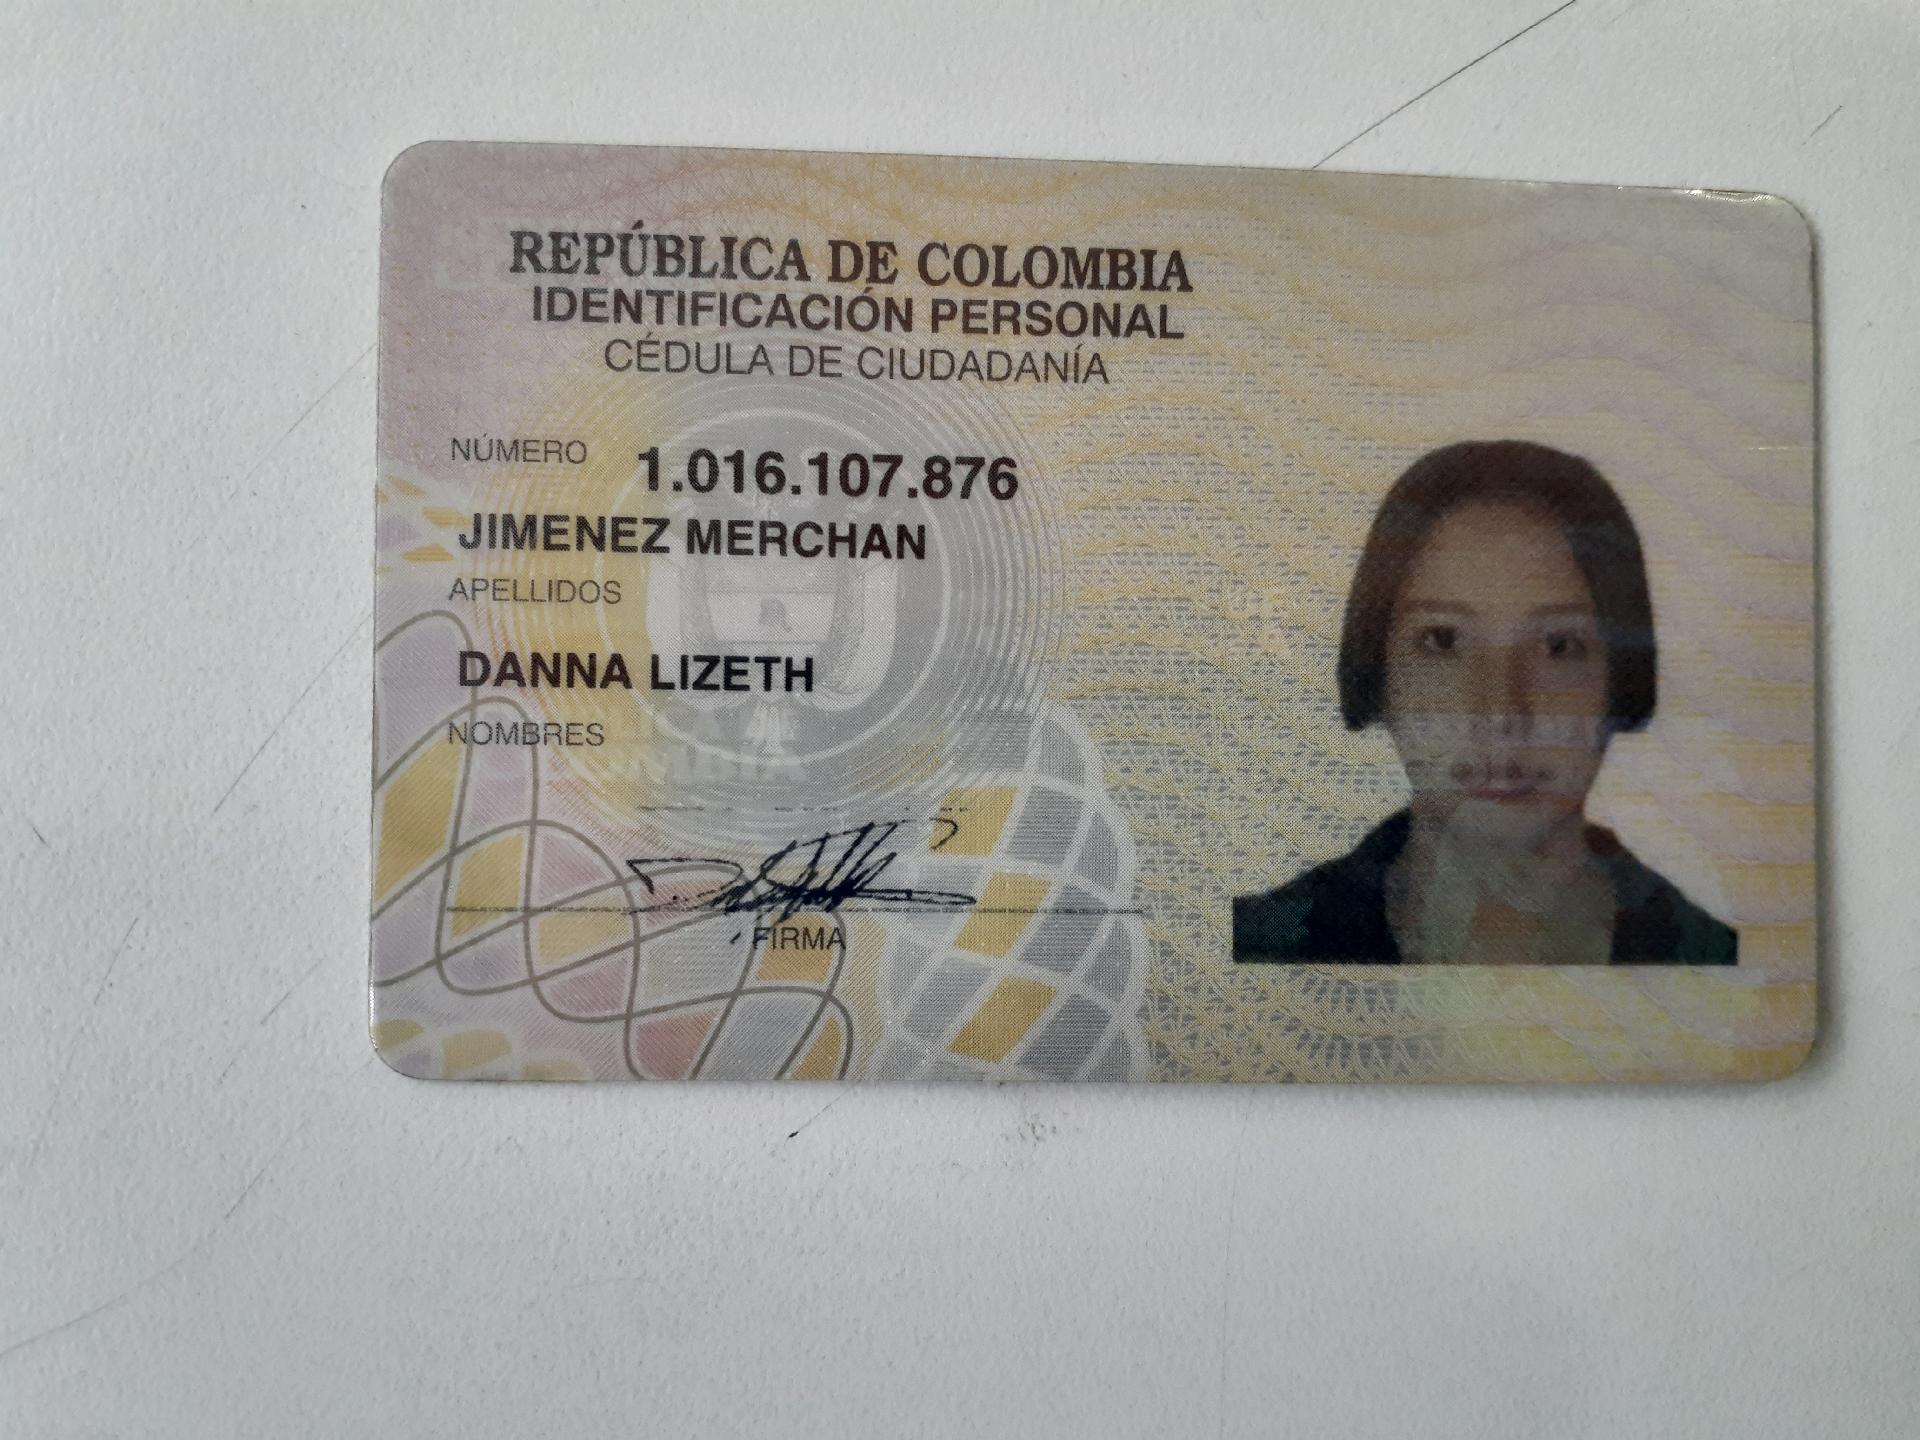 REPÚBLICA DE COLOMBIA
IDENTIFICACIÓN PERSONAL
CÉDULA DE CIUDADANÍA
NÚMERO 1.016.107.876
JIMENEZ MERCHAN
APELLIDOS
DANNA LIZETH
NOMBRES
FIRMA